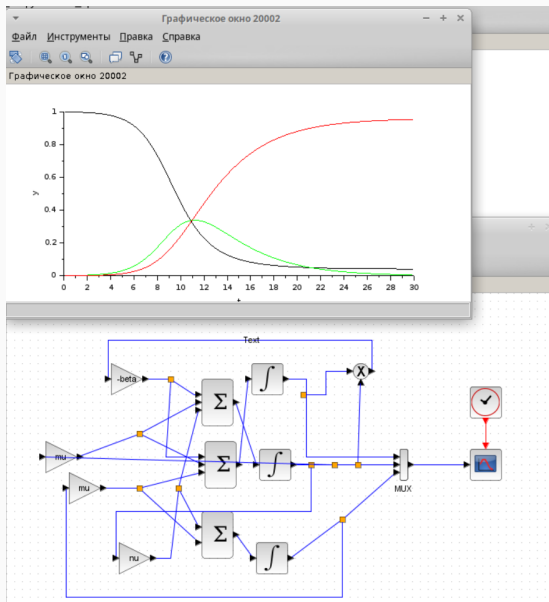 Графическое окно 20002
Файл Инструменты Правка Справка
Графическое окно 20002
1
0.8
0.6
y
0.4
0.2
0
0 2 4 6 8 10 12 14 16 18 20 22 24 26 28 30
Text
-beta
Σ
∫
X
mu
Σ
∫
mu
MUX
Σ
nu
∫